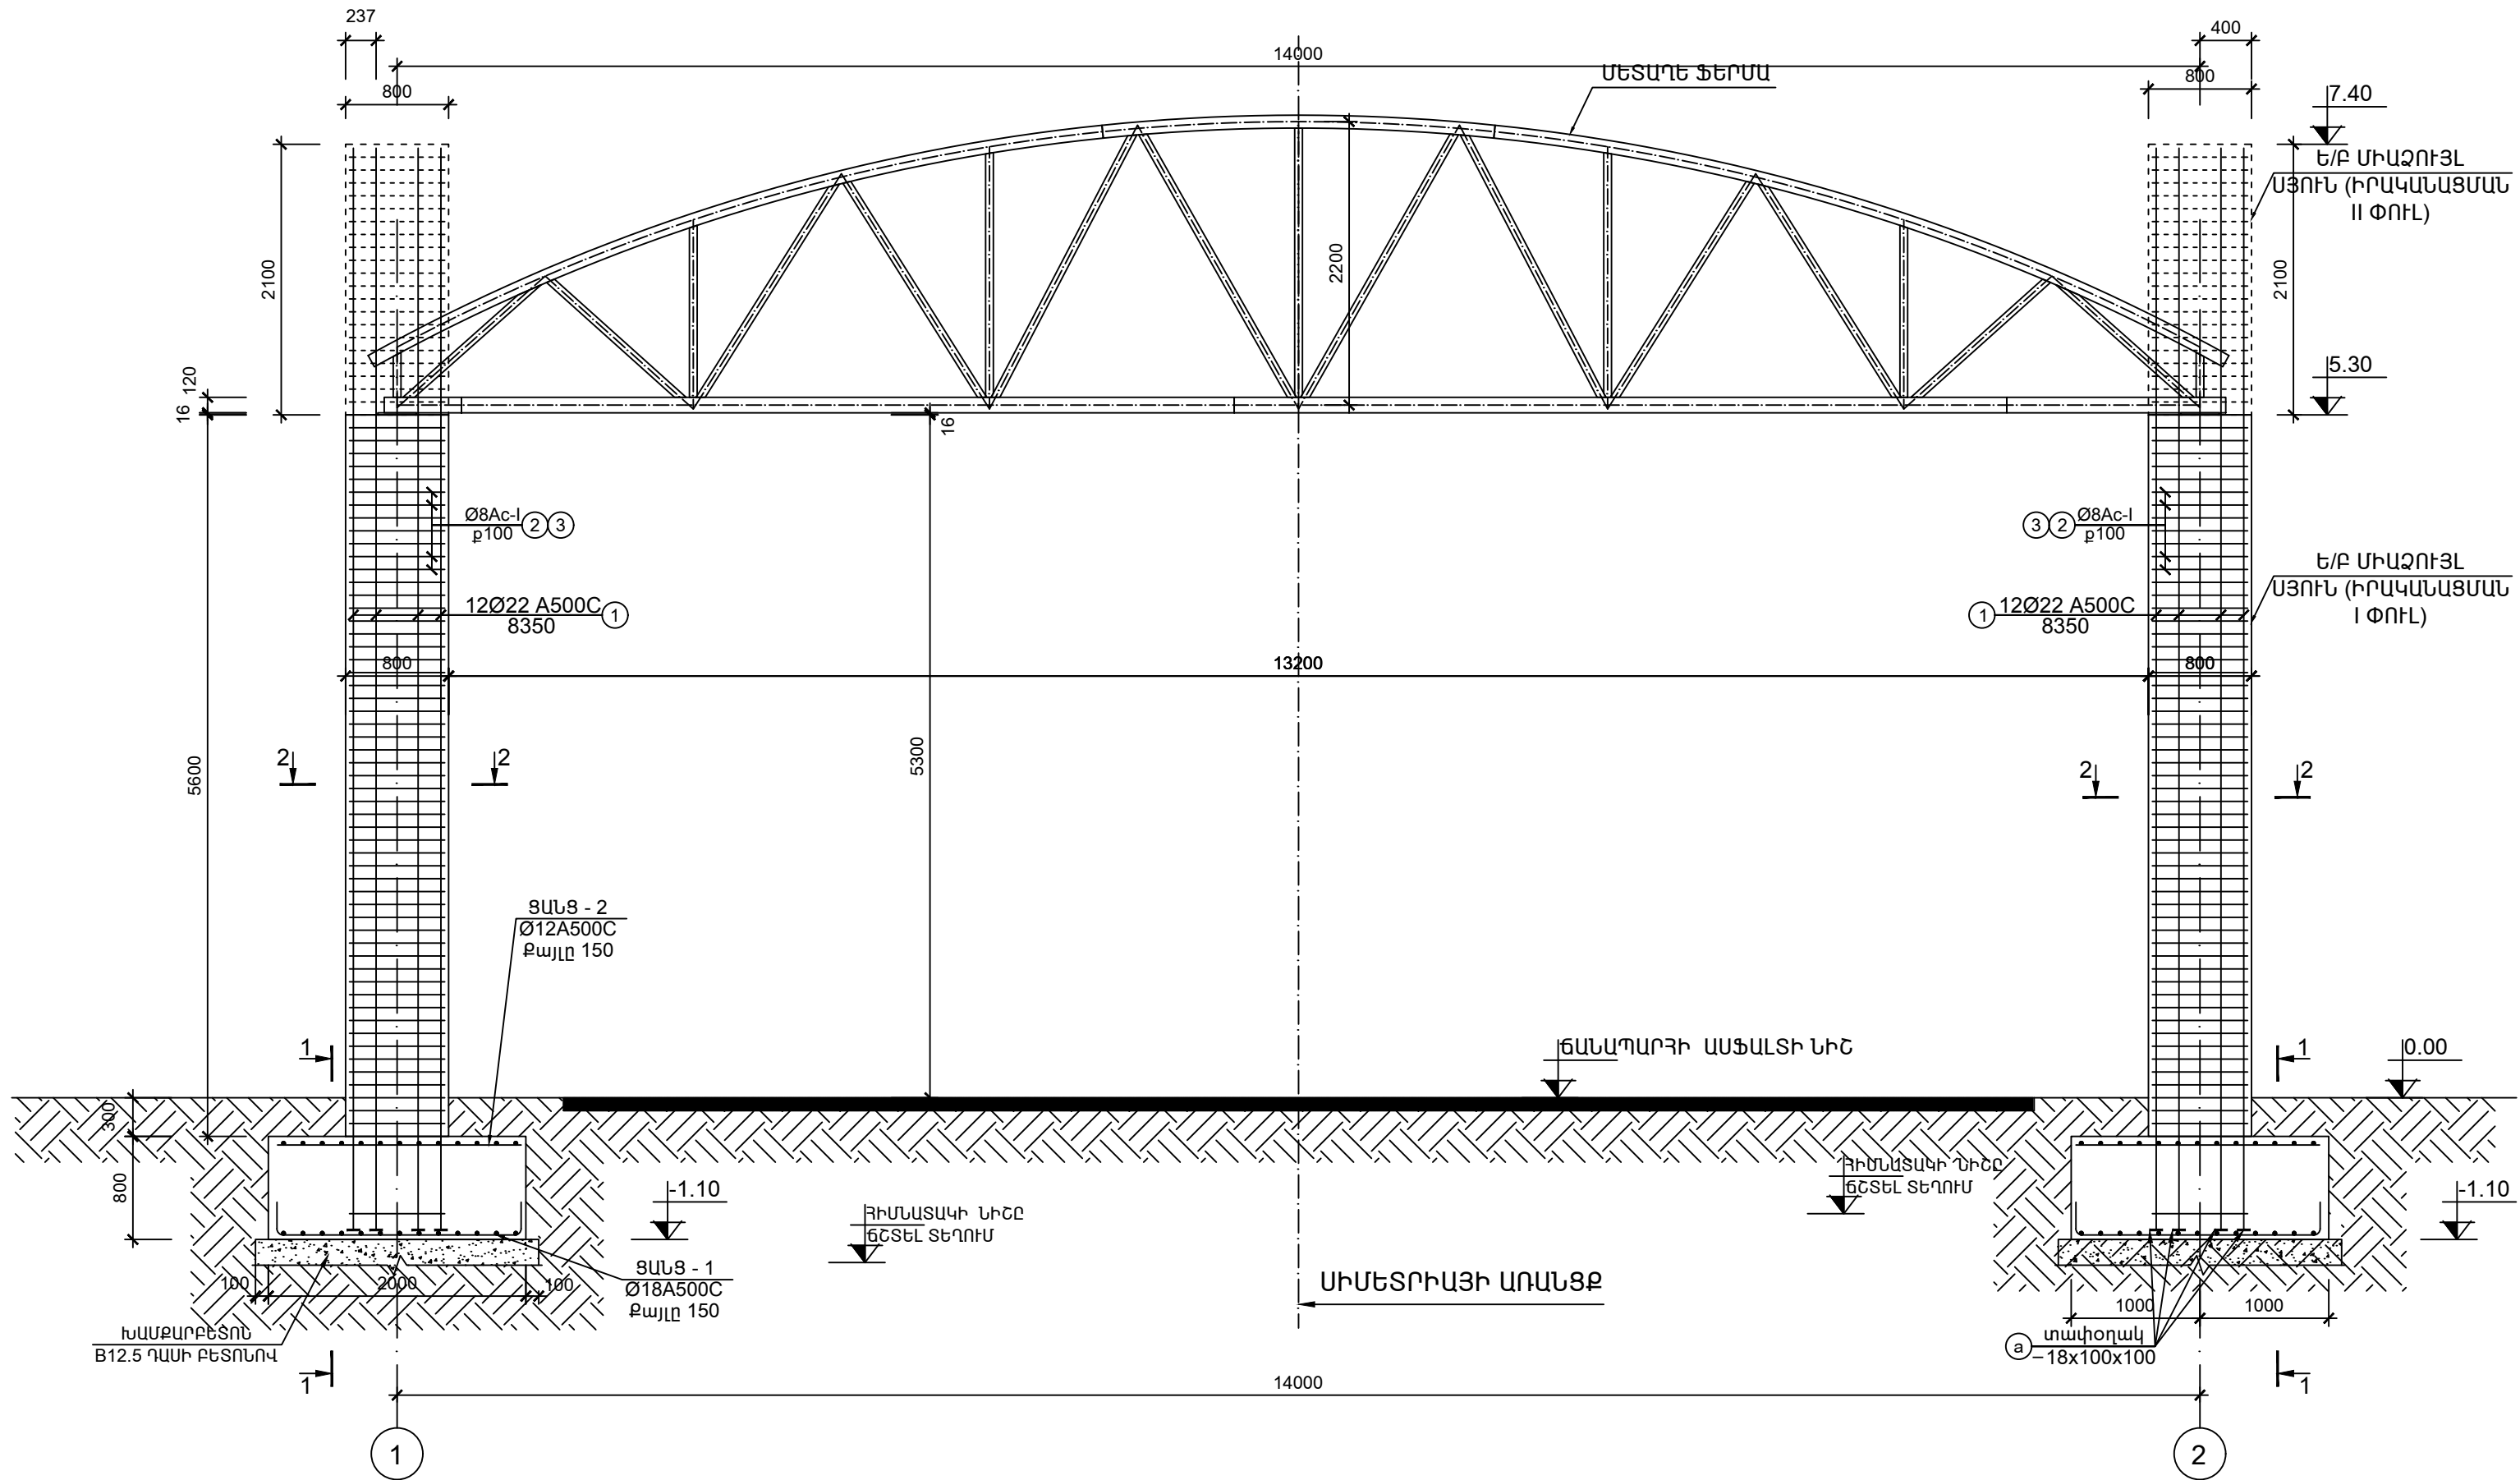 237
400
14000
800
800
ՄԵՏԱՂԵ ՖԵՐՄԱ
7.40
Ե/Բ ՄԻԱՁՈՒՅԼ
ՍՅՈՒՆ (ԻՐԱԿԱՆԱՑՄԱՆ
II ՓՈՒԼ)
2100
2200
2100
5.30
120
16
16
Ø8Ac-I
ք100
2
3
3
2
Ø8Ac-I
ք100
Ե/Բ ՄԻԱՁՈՒՅԼ
ՍՅՈՒՆ (ԻՐԱԿԱՆԱՑՄԱՆ
I ՓՈՒԼ)
12Ø22 A500C
8350
1
1
12Ø22 A500C
8350
800
13200
800
5600
5300
2
2
2
2
ՑԱՆՑ - 2
Ø12A500C
Քայլը 150
1
ՃԱՆԱՊԱՐՀԻ ԱՍՖԱԼՏԻ ՆԻՇ
1
0.00
300
800
-1.10
ՀԻՄՆԱՏԱԿԻ ՆԻՇԸ
ՃՇՏԵԼ ՏԵՂՈՒՄ
ՀԻՄՆԱՏԱԿԻ ՆԻՇԸ
ՃՇՏԵԼ ՏԵՂՈՒՄ
-1.10
100
2000
100
ՑԱՆՑ - 1
Ø18A500C
Քայլը 150
ՍԻՄԵՏՐԻԱՅԻ ԱՌԱՆՑՔ
1000
1000
ԽԱՄՔԱՐԲԵՏՈՆ
B12.5 ԴԱՍԻ ԲԵՏՈՆՈՎ
a
տափօղակ
−18x100x100
1
1
14000
1
2